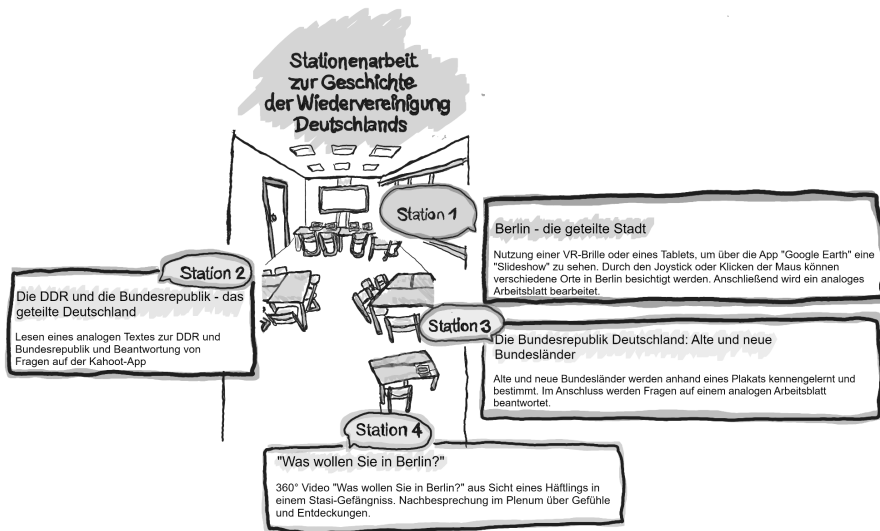 Stationenarbeit
zur Geschichte
der Wiedervereinigung
Deutschlands
Station 1
Berlin - die geteilte Stadt
Nutzung einer VR-Brille oder eines Tablets, um über die App "Google Earth" eine
"Slideshow" zu sehen. Durch den Joystick oder Klicken der Maus können
verschiedene Orte in Berlin besichtigt werden. Anschließend wird ein analoges
Arbeitsblatt bearbeitet.
Station 2
Die DDR und die Bundesrepublik - das
geteilte Deutschland
Lesen eines analogen Textes zur DDR und
Bundesrepublik und Beantwortung von
Fragen auf der Kahoot-App
Station 3
Die Bundesrepublik Deutschland: Alte und neue
Bundesländer
Alte und neue Bundesländer werden anhand eines Plakats kennengelernt und
bestimmt. Im Anschluss werden Fragen auf einem analogen Arbeitsblatt
beantwortet.
Station 4
"Was wollen Sie in Berlin?"
360° Video "Was wollen Sie in Berlin?" aus Sicht eines Häftlings in
einem Stasi-Gefängniss. Nachbesprechung im Plenum über Gefühle
und Entdeckungen.